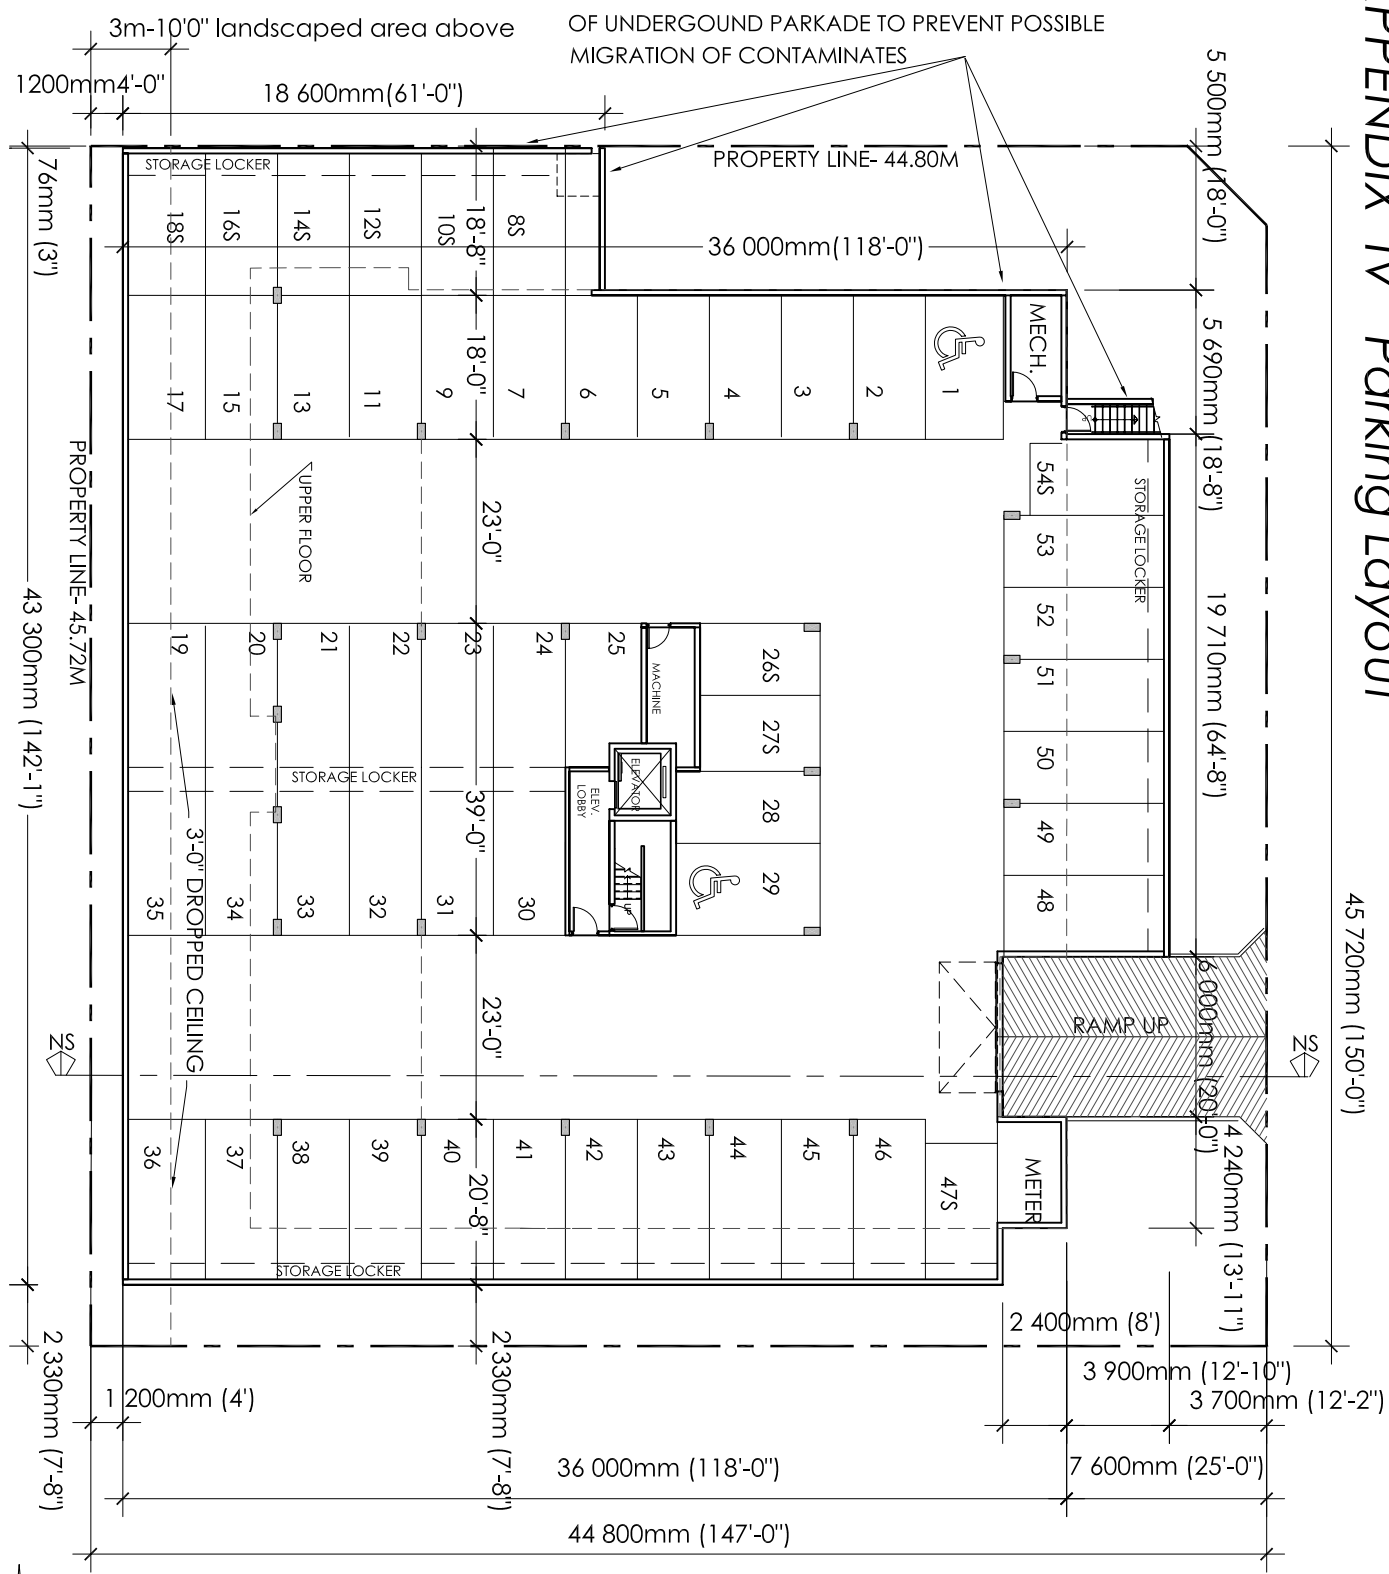 APPENDIX IV Parking Layout
3m-10'0" landscaped area above
OF UNDERGOUND PARKADE TO PREVENT POSSIBLE
MIGRATION OF CONTAMINATES
1200mm4'-0"
18 600mm(61'-0")
5 500mm (18'-0")
76mm (3")
STORAGE LOCKER
PROPERTY LINE- 44.80M
18S
16S
14S
12S
10S
8S
18'-8"
36 000mm(118'-0")
MECH.
5 690mm (18'-8")
18'-0"
17
15
13
11
9
7
6
5
4
3
2
1
PROPERTY LINE- 45.72M
43 300mm (142'-1")
UPPER FLOOR
23'-0"
54S
53
52
51
50
49
48
STORAGE LOCKER
19 710mm (64'-8")
45 720mm (150'-0")
19
20
21
22
23
24
25
MACHINE
26S
27S
28
29
STORAGE LOCKER
39'-0"
ELEV.
LOBBY
ELEVATOR
UP
35
34
33
32
31
30
3'-0" DROPPED CEILING
23'-0"
RAMP UP
6 000mm (20'-0")
SN
SN
36
37
38
39
40
41
42
43
44
45
46
47S
METER
20'-8"
4 240mm (13'-11")
STORAGE LOCKER
2 330mm (7'-8")
2 330mm (7'-8")
2 400mm (8')
3 900mm (12'-10")
3 700mm (12'-2")
1 200mm (4')
36 000mm (118'-0")
7 600mm (25'-0")
44 800mm (147'-0")